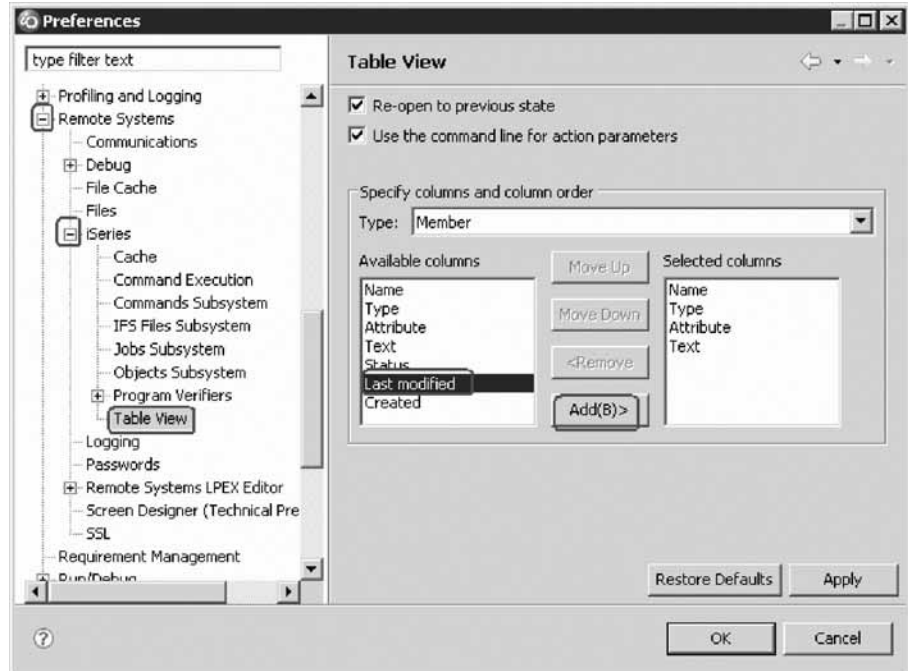 Preferences
type filter text
Profiling and Logging
Remote Systems
Communications
Debug
File Cache
Files
iSeries
Cache
Command Execution
Commands Subsystem
IFS Files Subsystem
Jobs Subsystem
Objects Subsystem
Program Verifiers
Table View
Logging
Passwords
Remote Systems LPEX Editor
Screen Designer (Technical Pre
SSL
Requirement Management
Run/Debug
Table View
Re-open to previous state
Use the command line for action parameters
Specify columns and column order
Type: Member
Available columns
Name
Type
Attribute
Text
Status
Last modified
Created
Move Up
Move Down
<Remove
Add(B)>
Selected columns
Name
Type
Attribute
Text
Restore Defaults
Apply
?
OK
Cancel